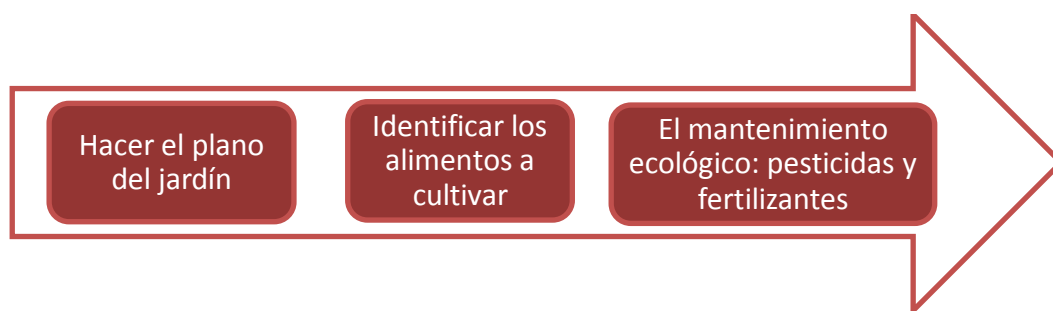 Hacer el plano
del jardín
Identificar los
alimentos a
cultivar
El mantenimiento
ecológico: pesticidas y
fertilizantes